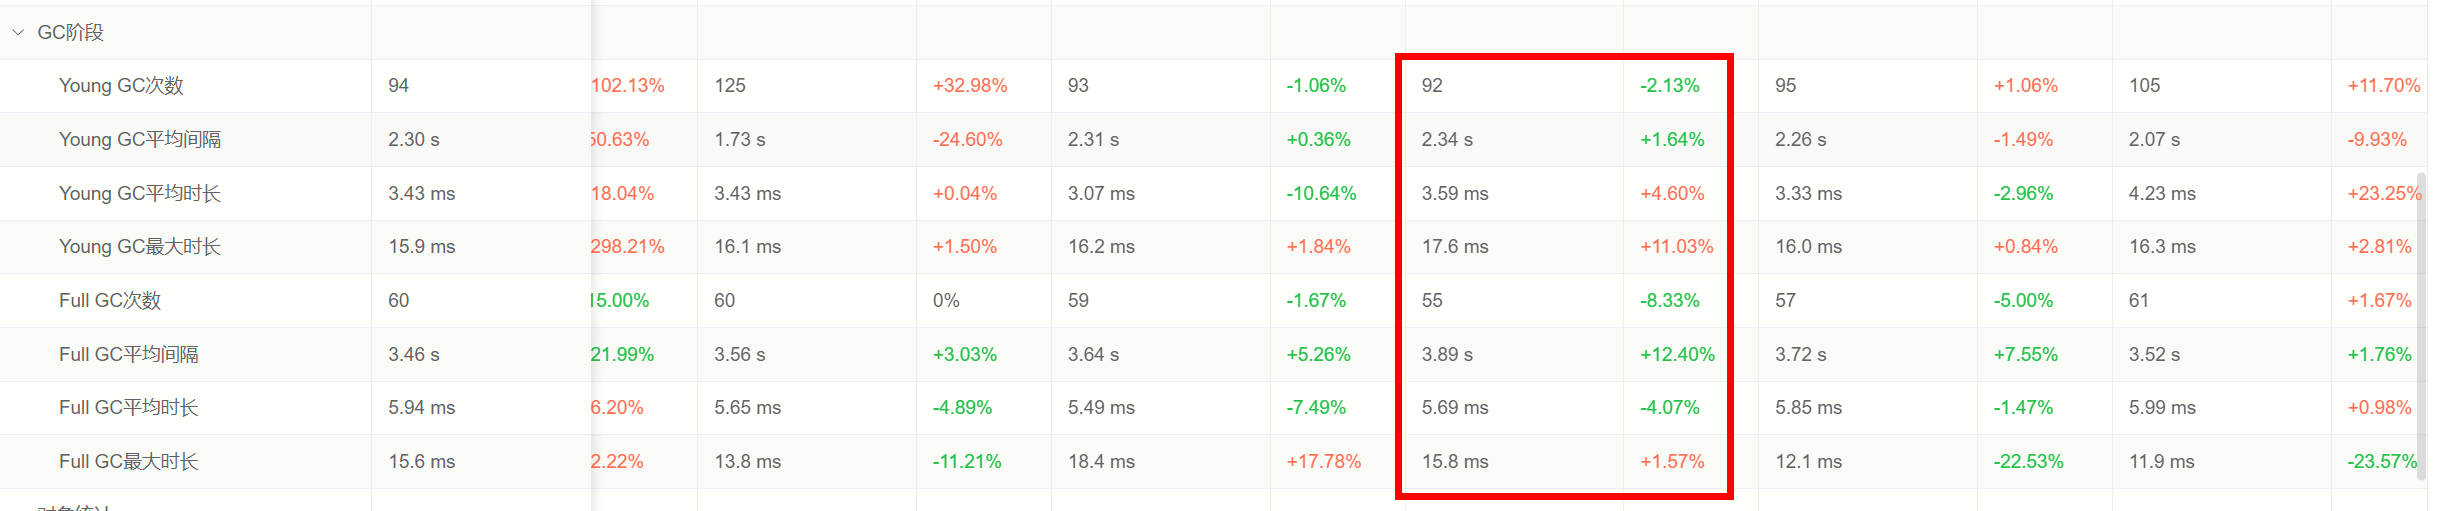 GC阶段
Young GC次数 94 102.13% 125 +32.98% 93 -1.06% 92 -2.13% 95 +1.06% 105 +11.70%
Young GC平均间隔 2.30 s 50.63% 1.73 s -24.60% 2.31 s +0.36% 2.34 s +1.64% 2.26 s -1.49% 2.07 s -9.93%
Young GC平均时长 3.43 ms 18.04% 3.43 ms +0.04% 3.07 ms -10.64% 3.59 ms +4.60% 3.33 ms -2.96% 4.23 ms +23.25%
Young GC最大时长 15.9 ms 298.21% 16.1 ms +1.50% 16.2 ms +1.84% 17.6 ms +11.03% 16.0 ms +0.84% 16.3 ms +2.81%
Full GC次数 60 15.00% 60 0% 59 -1.67% 55 -8.33% 57 -5.00% 61 +1.67%
Full GC平均间隔 3.46 s 21.99% 3.56 s +3.03% 3.64 s +5.26% 3.89 s +12.40% 3.72 s +7.55% 3.52 s +1.76%
Full GC平均时长 5.94 ms 6.20% 5.65 ms -4.89% 5.49 ms -7.49% 5.69 ms -4.07% 5.85 ms -1.47% 5.99 ms +0.98%
Full GC最大时长 15.6 ms 2.22% 13.8 ms -11.21% 18.4 ms +17.78% 15.8 ms +1.57% 12.1 ms -22.53% 11.9 ms -23.57%